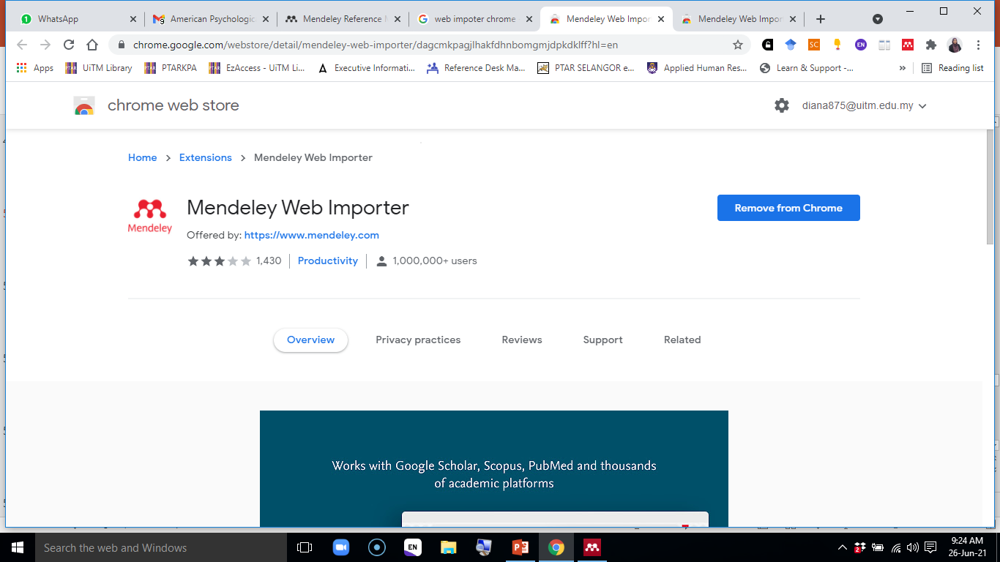 1
WhatsApp
American Psychologic
Mendeley Reference M
web impoter chrome
Mendeley Web Impor
Mendeley Web Impor
chrome.google.com/webstore/detail/mendeley-web-importer/dagcmkpagjlhakfdhnbomgmjdpkdklff?hl=en
SC
EN
Apps
UiTM Library
PTARKPA
EzAccess - UiTM Li...
Executive Informati...
Reference Desk Ma...
PTAR SELANGOR e...
Applied Human Res...
Learn & Support -...
»
Reading list
chrome web store
diana875@uitm.edu.my
Home > Extensions > Mendeley Web Importer
Mendeley
Mendeley Web Importer
Remove from Chrome
Offered by: https://www.mendeley.com
1,430
Productivity
1,000,000+ users
Overview
Privacy practices
Reviews
Support
Related
Works with Google Scholar, Scopus, PubMed and thousands
of academic platforms
Search the web and Windows
EN
2
9:24 AM
26-Jun-21